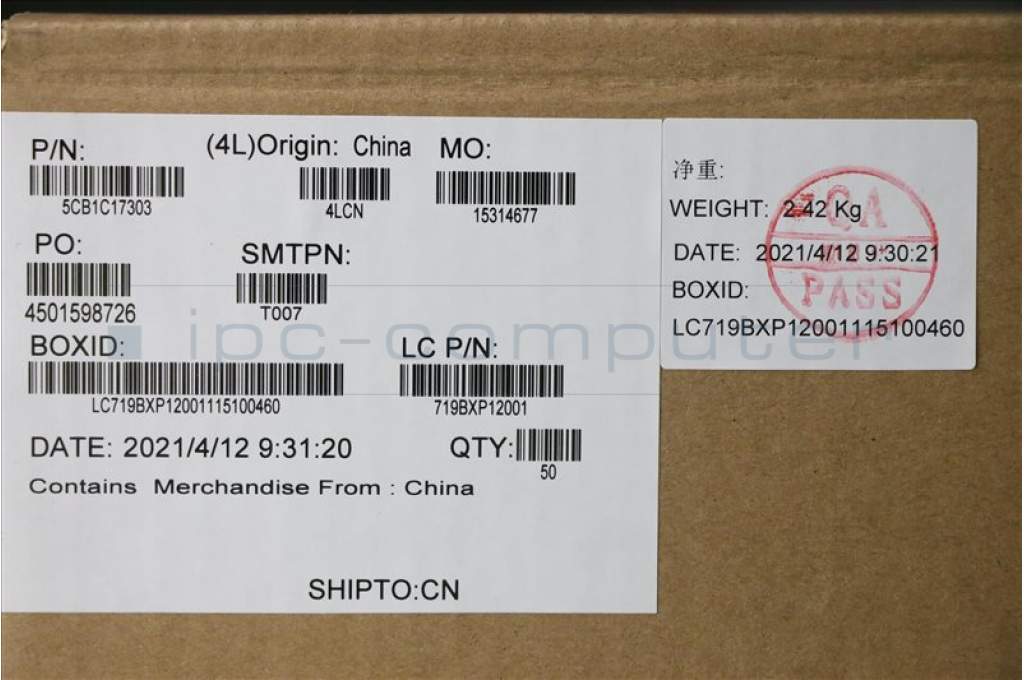 P/N:
5CB1C17303
(4L)Origin: China
4LCN
MO:
15314677
PO:
4501598726
SMTPN:
T007
BOXID:
LC719BXP12001115100460
LC P/N:
719BXP12001
DATE: 2021/4/12 9:31:20
QTY:
50
Contains Merchandise From : China
SHIPTO:CN
净重:
WEIGHT: 2.42 Kg
DATE: 2021/4/12 9:30:21
BOXID:
LC719BXP12001115100460
QA
PASS
ipc-computer